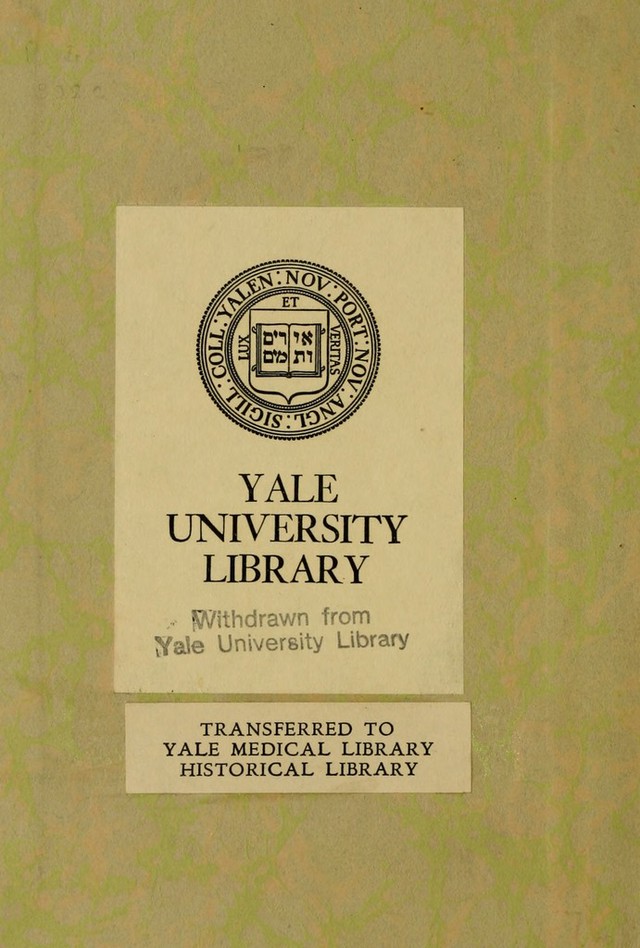 SIGILL · COLL · YALEN : NOV : PORT · NOV · ANGL :
ET
LUX
VERITAS
אורים
ותמים
YALE
UNIVERSITY
LIBRARY
Withdrawn from
Yale University Library
TRANSFERRED TO
YALE MEDICAL LIBRARY
HISTORICAL LIBRARY